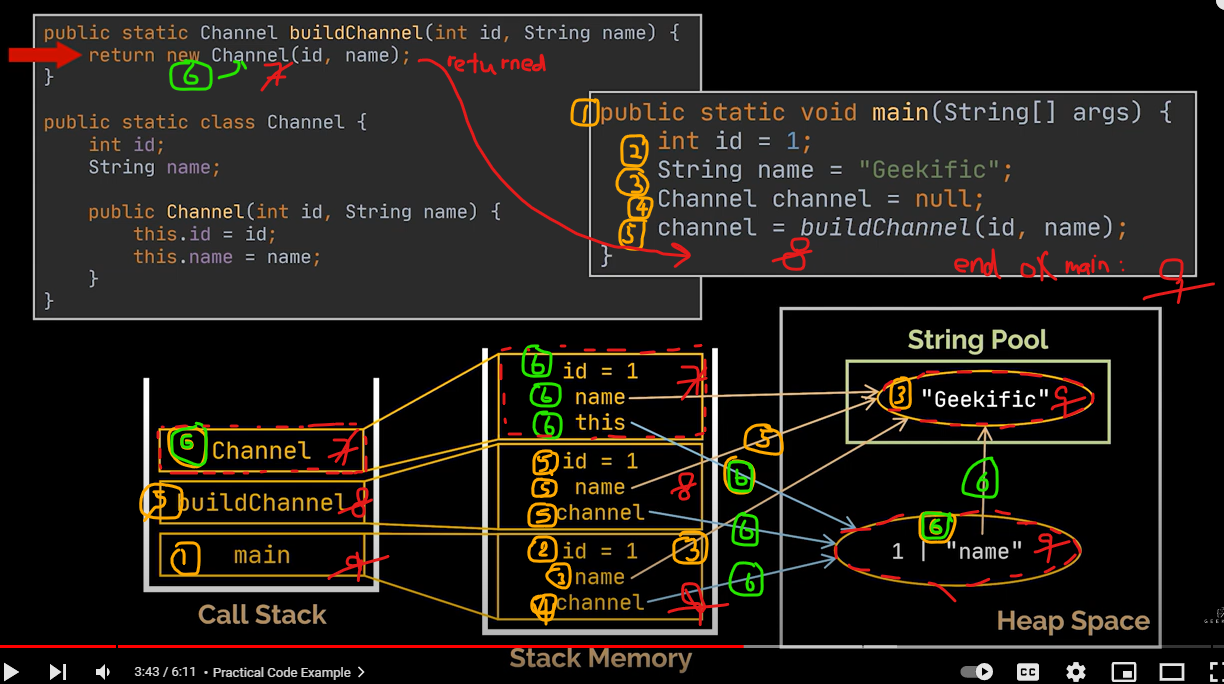 public static Channel buildChannel(int id, String name) {
return new Channel(id, name);
}
6
7
returned
public static class Channel {
int id;
String name;
public Channel(int id, String name) {
this.id = id;
this.name = name;
}
}
1 public static void main(String[] args) {
2 int id = 1;
3 String name = "Geekific";
4 Channel channel = null;
5 channel = buildChannel(id, name);
}
8
end of main: 9
6 Channel 7
5 buildChannel 8
1 main 9
Call Stack
6 id = 1
6 name
6 this
7
5 id = 1
5 name
5 channel
8
2 id = 1
3 name
4 channel
3
9
Stack Memory
5
6
6
6
String Pool
3 "Geekific" 9
6
6
1 | "name" 9
Heap Space
3:43 / 6:11 • Practical Code Example >
CC